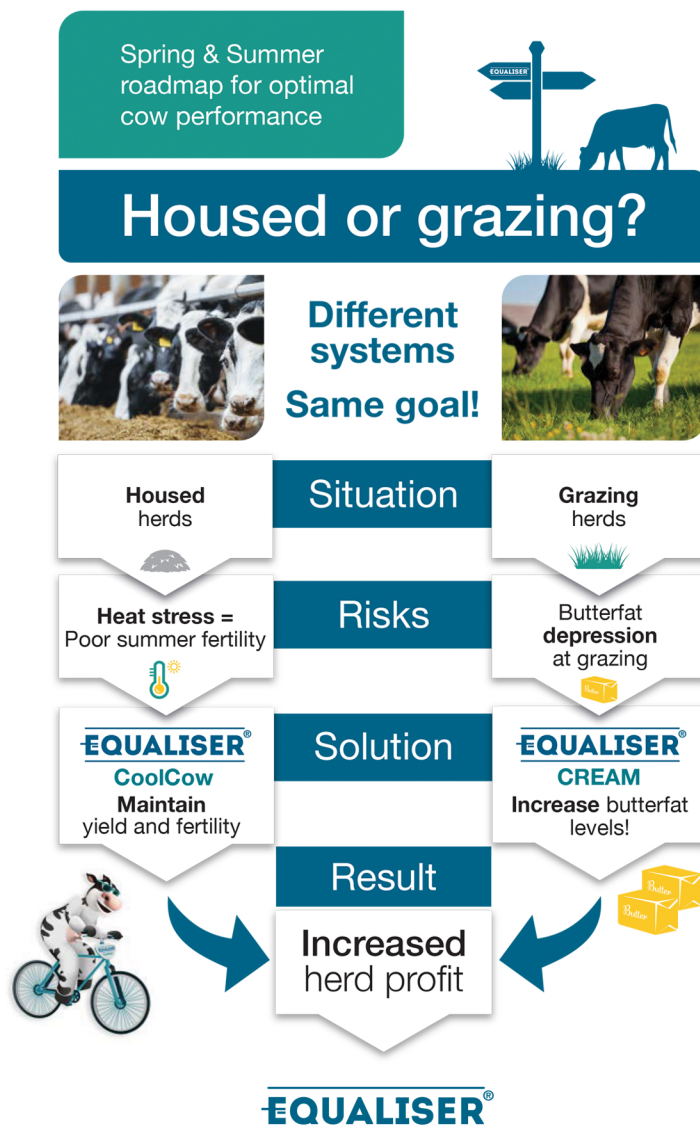 Spring & Summer
roadmap for optimal
cow performance
EQUALISER®
Housed or grazing?
Different
systems
Same goal!
Situation
Housed
herds
Grazing
herds
Risks
Heat stress =
Poor summer fertility
Butterfat
depression
at grazing
Butter
Solution
EQUALISER®
CoolCow
Maintain
yield and fertility
EQUALISER®
CREAM
Increase butterfat
levels!
Result
Increased
herd profit
EQUALISER
Butter
Butter
EQUALISER®